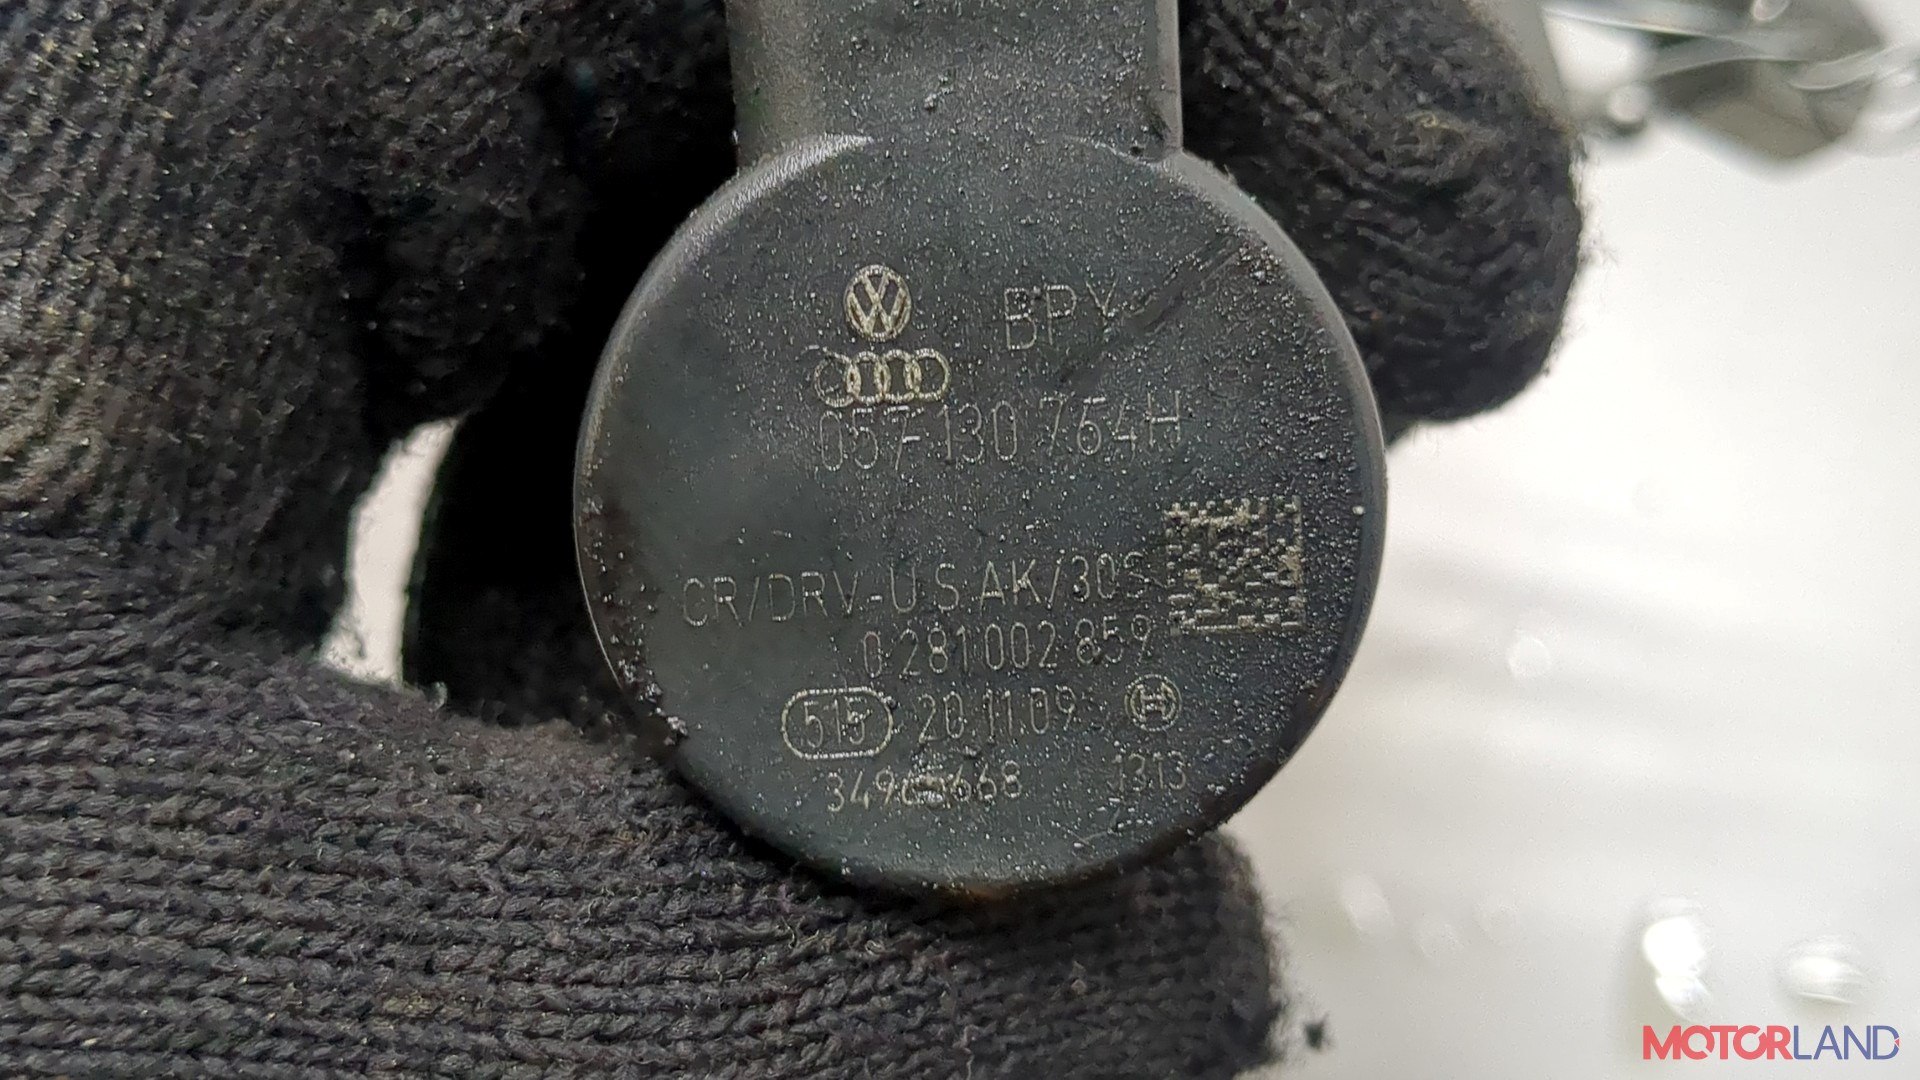 BPY
057 130 764H
CR/DRV-U S AK/30S
0 281 002 859
515 20.11.09
1313
MOTORLAND